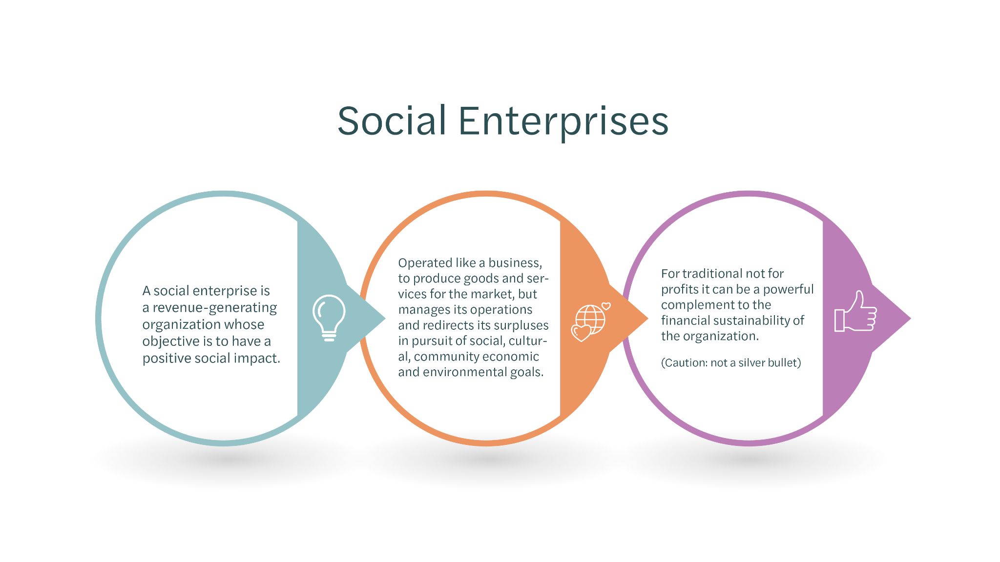 Social Enterprises
A social enterprise is
a revenue-generating
organization whose
objective is to have a
positive social impact.
Operated like a business,
to produce goods and ser-
vices for the market, but
manages its operations
and redirects its surpluses
in pursuit of social, cultur-
al, community economic
and environmental goals.
For traditional not for
profits it can be a powerful
complement to the
financial sustainability of
the organization.
(Caution: not a silver bullet)